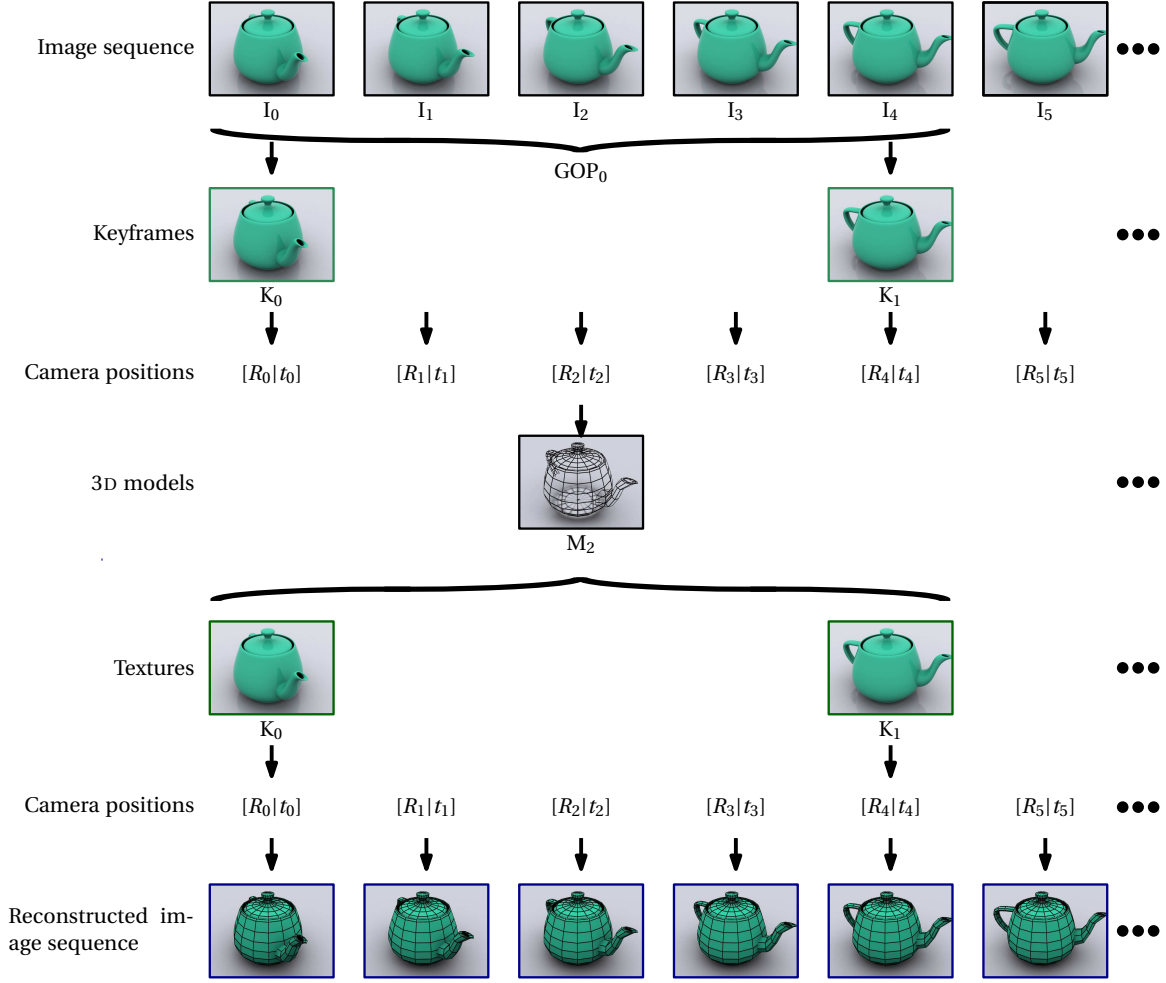 Image sequence
I0 I1 I2 I3 I4 I5
GOP0
Keyframes
K0 K1
Camera positions [R0|t0] [R1|t1] [R2|t2] [R3|t3] [R4|t4] [R5|t5]
3D models
M2
Textures
K0 K1
Camera positions [R0|t0] [R1|t1] [R2|t2] [R3|t3] [R4|t4] [R5|t5]
Reconstructed im-
age sequence